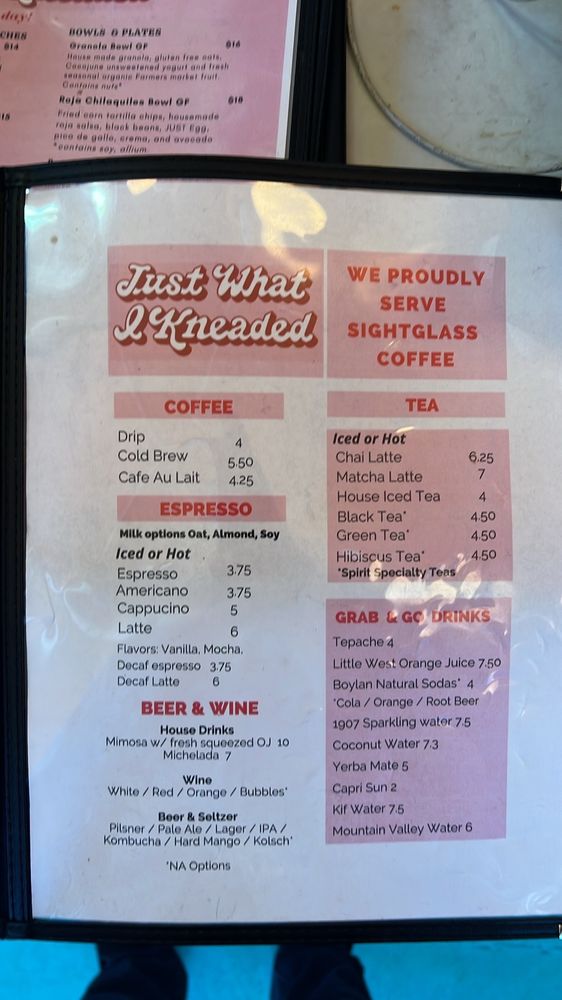 day!
CHES
$14
BOWLS & PLATES
Granola Bowl GF $16
House made granola, gluten free oats,
Cocojune unsweetened yogurt and fresh
seasonal organic Farmers market fruit.
Contains nuts*
Roja Chilaquiles Bowl GF $18
Fried corn tortilla chips, housemade
roja salsa, black beans, JUST Egg,
pico de gallo, crema, and avocado
*contains soy, allium
Just What
I Kneaded
WE PROUDLY
SERVE
SIGHTGLASS
COFFEE
COFFEE
Drip 4
Cold Brew 5.50
Cafe Au Lait 4.25
ESPRESSO
Milk options Oat, Almond, Soy
Iced or Hot
Espresso 3.75
Americano 3.75
Cappucino 5
Latte 6
Flavors: Vanilla, Mocha,
Decaf espresso 3.75
Decaf Latte 6
BEER & WINE
House Drinks
Mimosa w/ fresh squeezed OJ 10
Michelada 7
Wine
White / Red / Orange / Bubbles*
Beer & Seltzer
Pilsner / Pale Ale / Lager / IPA /
Kombucha / Hard Mango / Kolsch*
*NA Options
TEA
Iced or Hot
Chai Latte 6.25
Matcha Latte 7
House Iced Tea 4
Black Tea* 4.50
Green Tea* 4.50
Hibiscus Tea* 4.50
*Spirit Specialty Teas
GRAB & GO DRINKS
Tepache 4
Little West Orange Juice 7.50
Boylan Natural Sodas* 4
*Cola / Orange / Root Beer
1907 Sparkling water 7.5
Coconut Water 7.3
Yerba Mate 5
Capri Sun 2
Kif Water 7.5
Mountain Valley Water 6